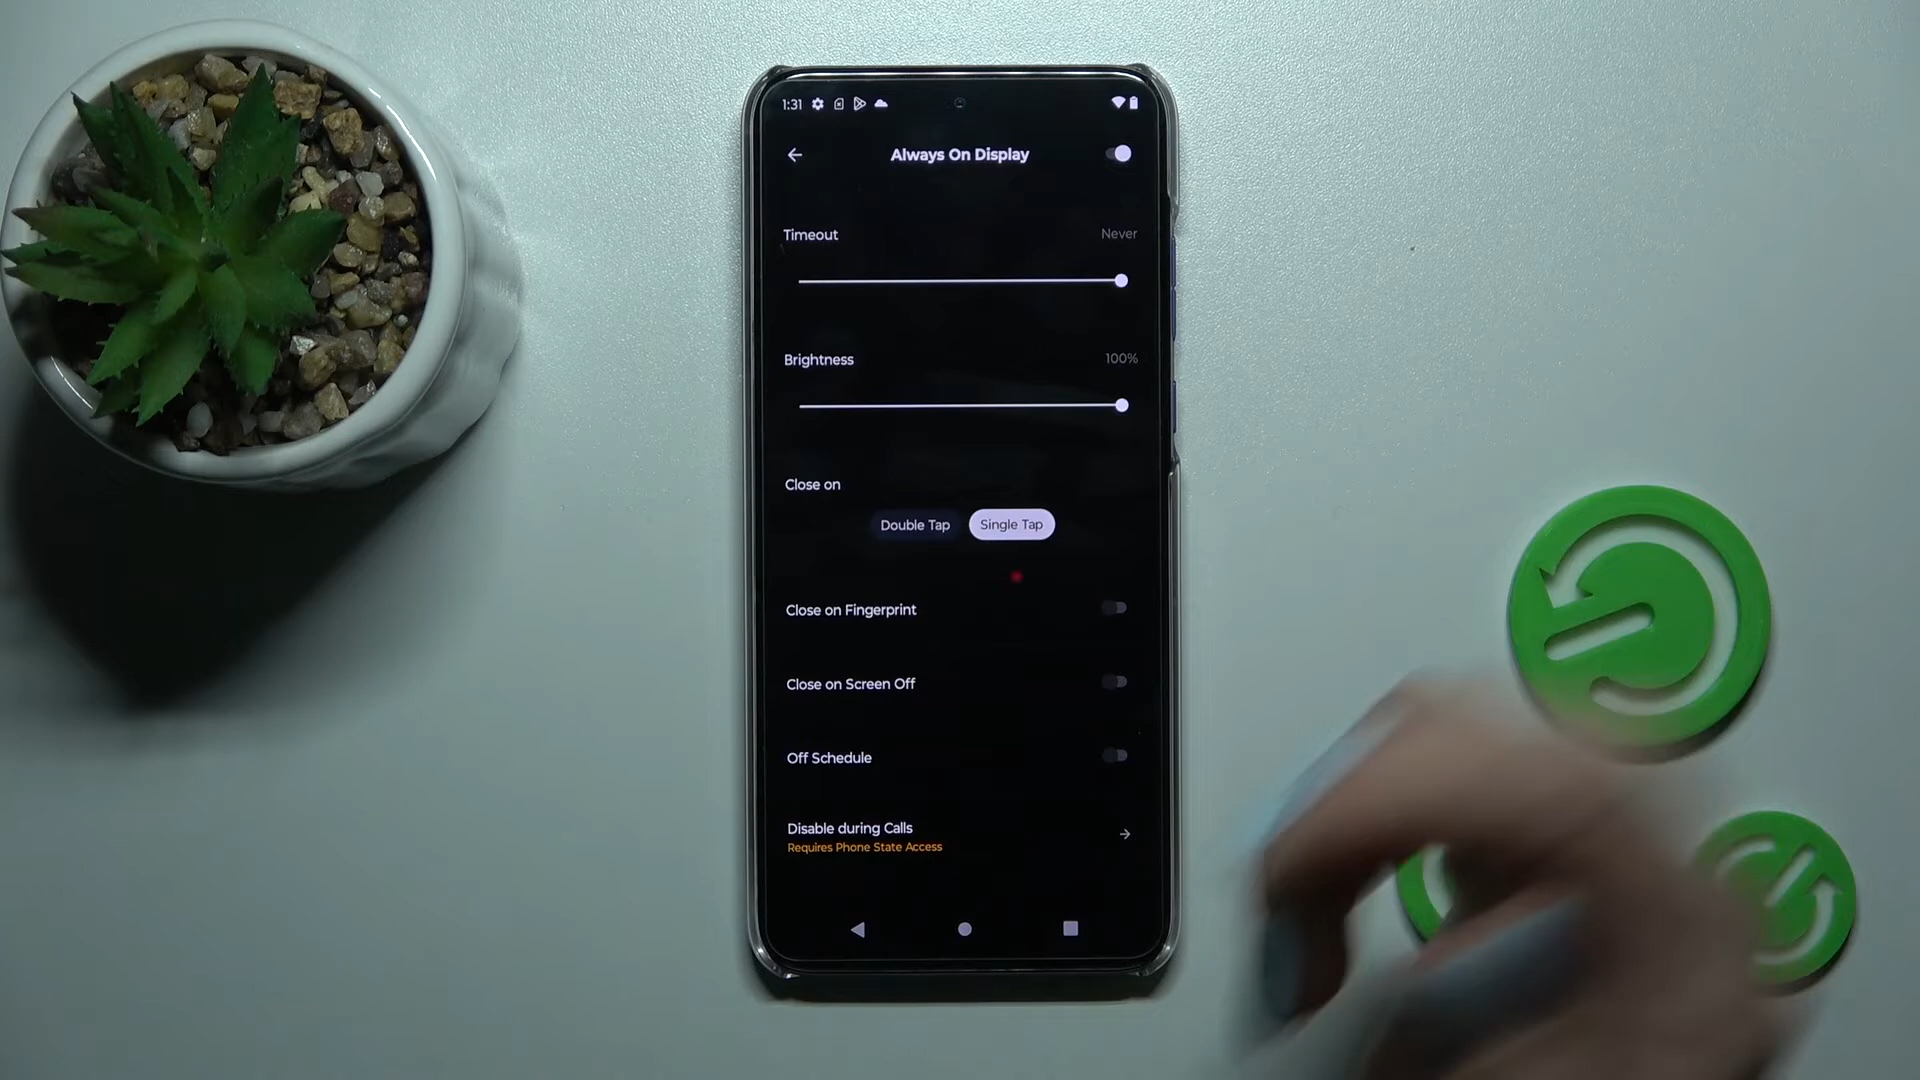 1:31
Always On Display
Timeout
Never
Brightness
100%
Close on
Double Tap
Single Tap
Close on Fingerprint
Close on Screen Off
Off Schedule
Disable during Calls
Requires Phone State Access